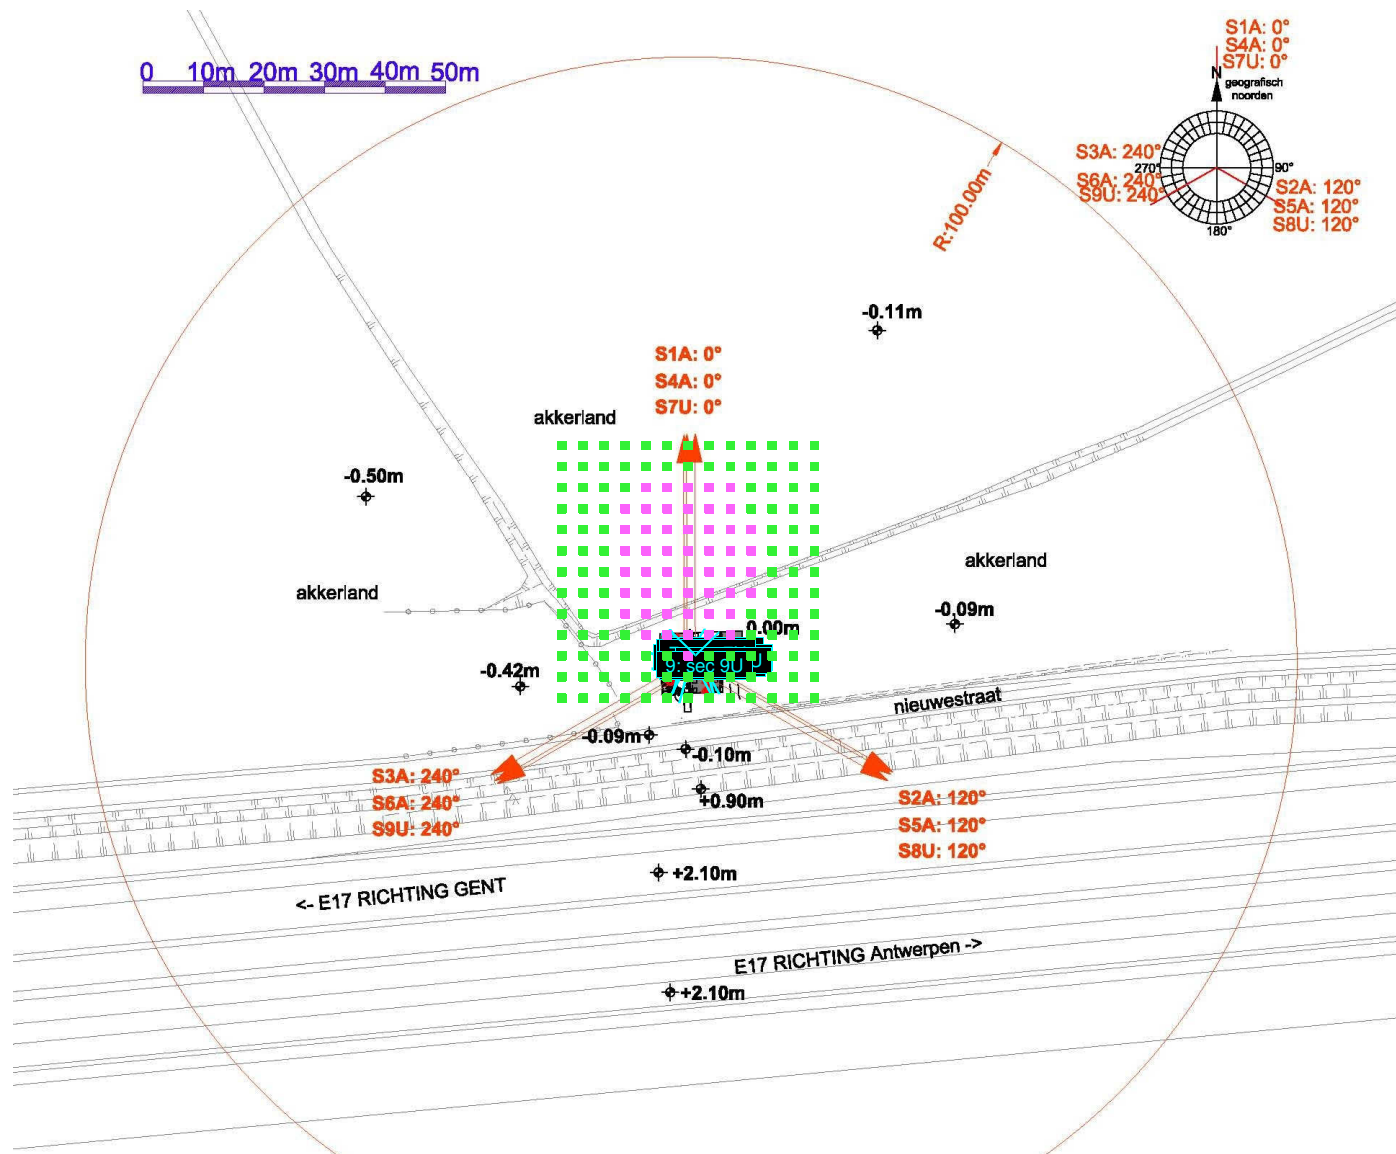 S1A: 0°
S4A: 0°
S7U: 0°
0 10m 20m 30m 40m 50m
N
geografisch
noorden
S3A: 240°
270°
90°
S6A: 240°
S9U: 240°
S2A: 120°
S5A: 120°
S8U: 120°
180°
R:100.00m
-0.11m
S1A: 0°
S4A: 0°
S7U: 0°
akkerland
-0.50m
akkerland
akkerland
-0.09m
0.00m
9: sec 9U
-0.42m
nieuwestraat
-0.09m
-0.10m
+0.90m
S3A: 240°
S6A: 240°
S9U: 240°
S2A: 120°
S5A: 120°
S8U: 120°
+2.10m
<- E17 RICHTING GENT
E17 RICHTING Antwerpen ->
+2.10m